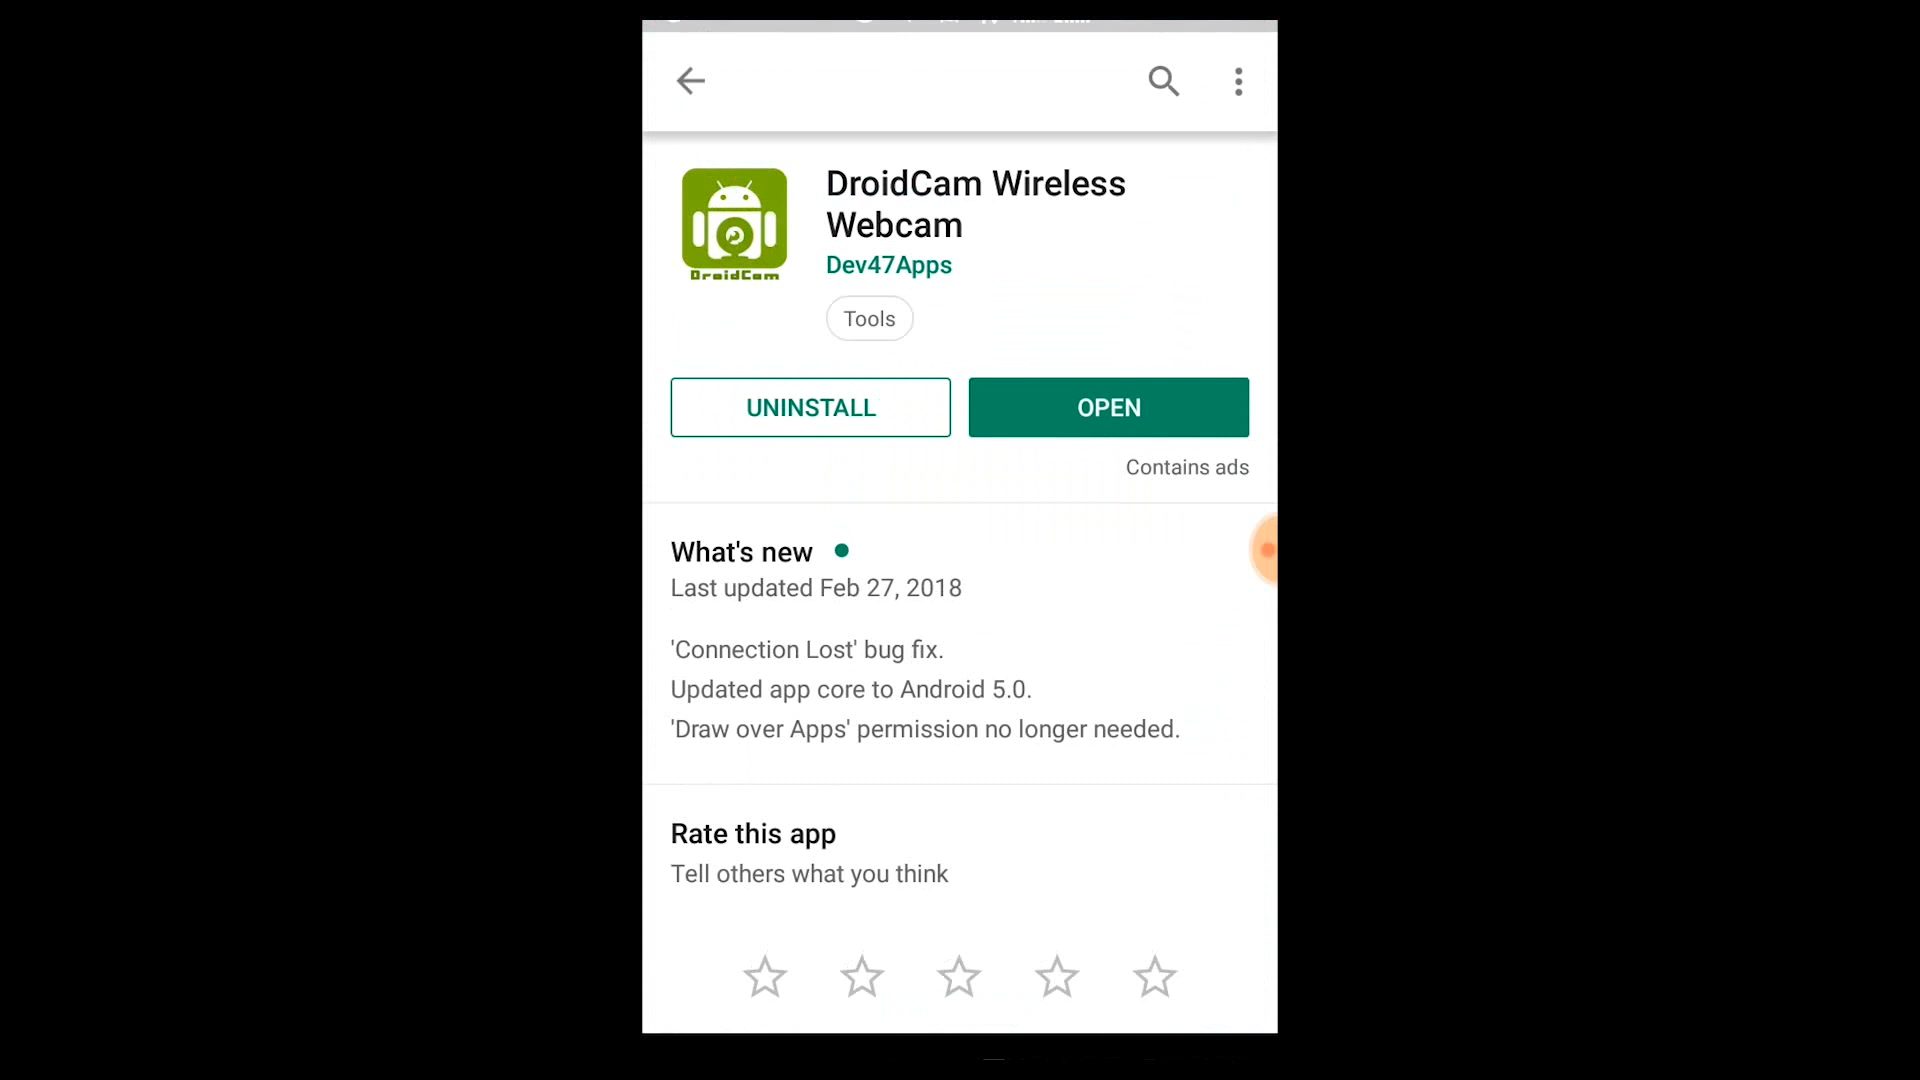 DroidCam Wireless
Webcam
DroidCam
Dev47Apps
Tools
UNINSTALL
OPEN
Contains ads
What's new
Last updated Feb 27, 2018
'Connection Lost' bug fix.
Updated app core to Android 5.0.
'Draw over Apps' permission no longer needed.
Rate this app
Tell others what you think